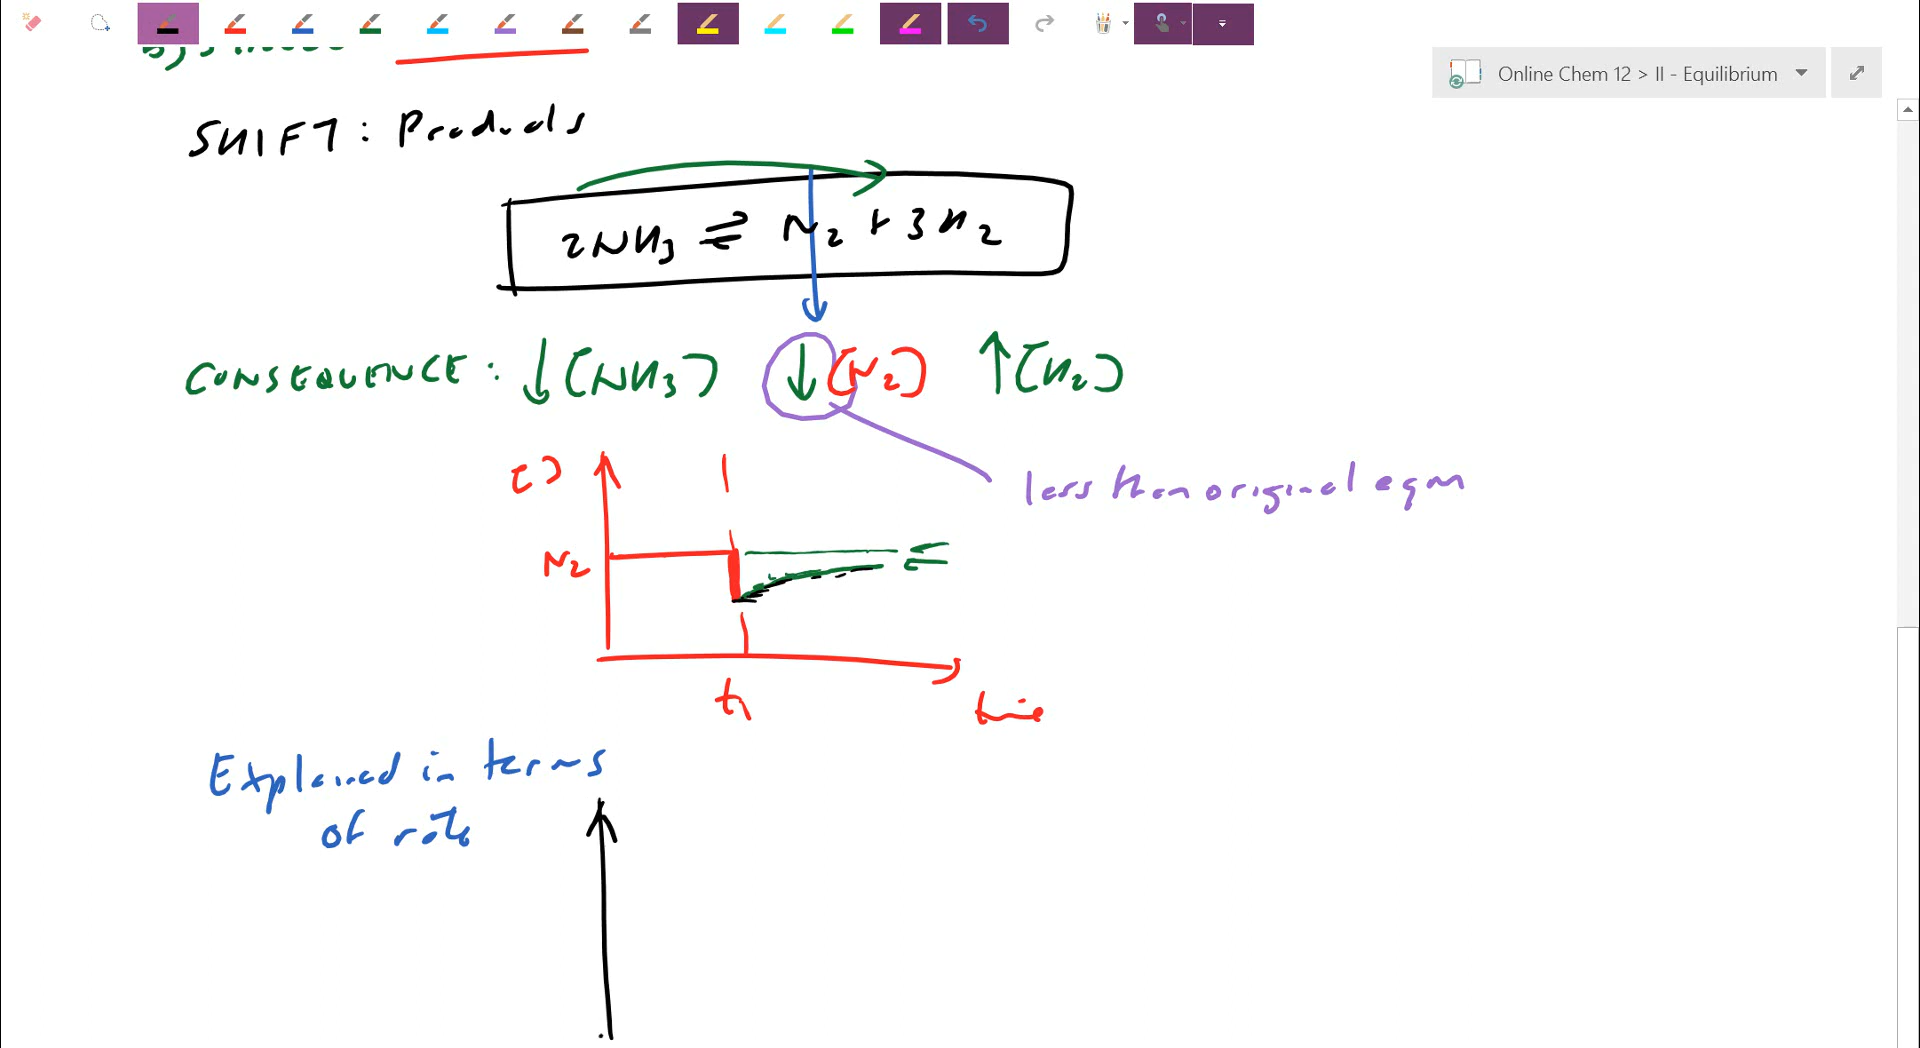 Online Chem 12 > II - Equilibrium
SHIFT: Products
2NH₃ ⇌ N₂ + 3H₂
CONSEQUENCE: ↓[NH₃] ↓[N₂] ↑[H₂]
less than original eqm
[ ]
N₂
t₁
time
Explained in terms
of rate